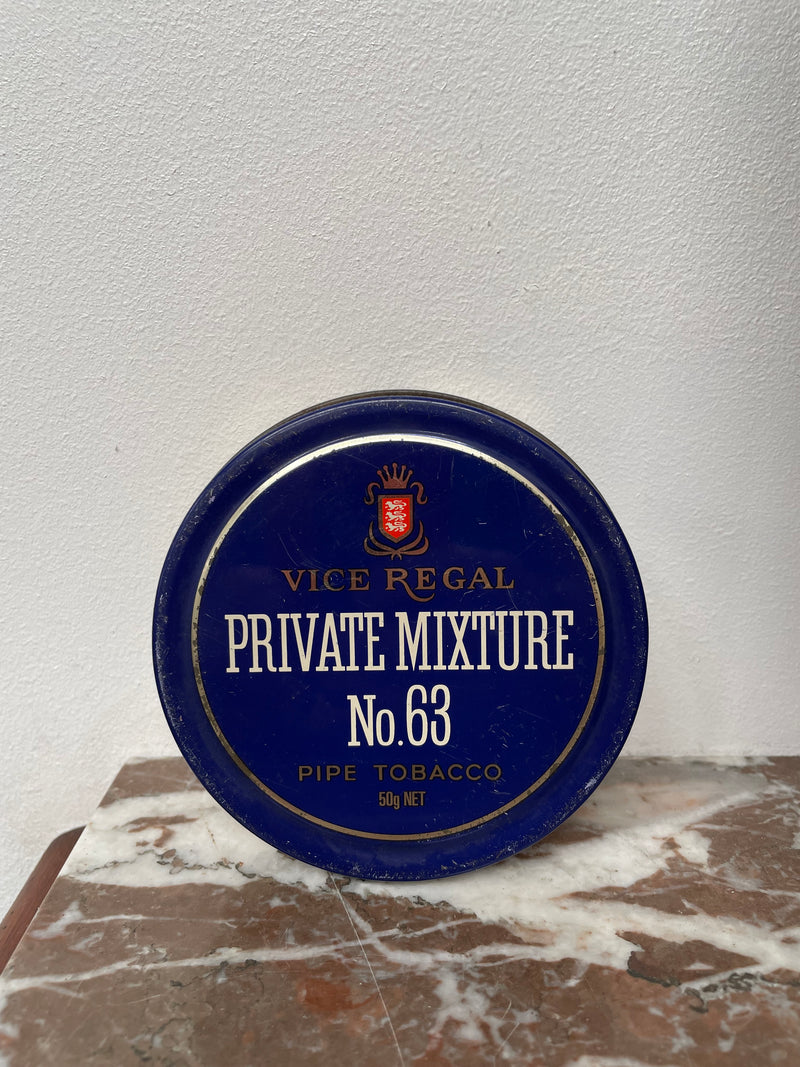 VICE REGAL
PRIVATE MIXTURE
No.63
PIPE TOBACCO
50g NET